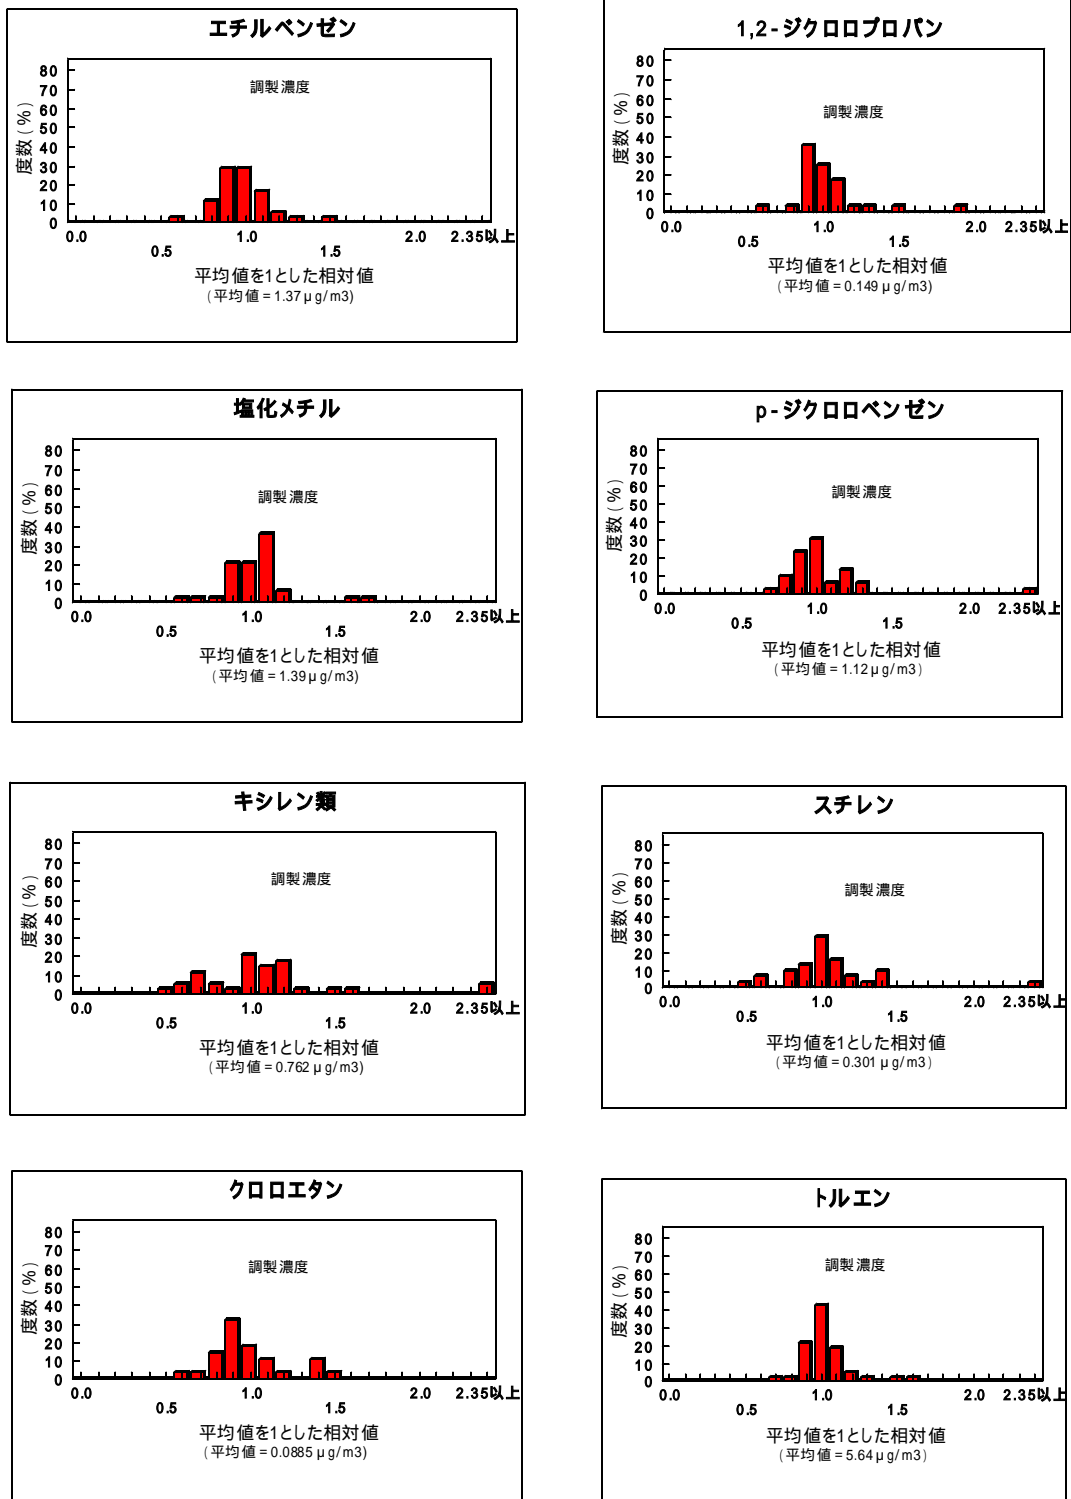 エチルベンゼン
調製濃度
度数(%)
80
70
60
50
40
30
20
10
0
0.0 1.0 2.0 2.35以上
0.5 1.5
平均値を1とした相対値
(平均値=1.37μg/m3)
1,2-ジクロロプロパン
調製濃度
度数(%)
80
70
60
50
40
30
20
10
0
0.0 1.0 2.0 2.35以上
0.5 1.5
平均値を1とした相対値
(平均値=0.149μg/m3)
塩化メチル
調製濃度
度数(%)
80
70
60
50
40
30
20
10
0
0.0 1.0 2.0 2.35以上
0.5 1.5
平均値を1とした相対値
(平均値=1.39μg/m3)
p-ジクロロベンゼン
調製濃度
度数(%)
80
70
60
50
40
30
20
10
0
0.0 1.0 2.0 2.35以上
0.5 1.5
平均値を1とした相対値
(平均値=1.12μg/m3)
キシレン類
調製濃度
度数(%)
80
70
60
50
40
30
20
10
0
0.0 1.0 2.0 2.35以上
0.5 1.5
平均値を1とした相対値
(平均値=0.762μg/m3)
スチレン
調製濃度
度数(%)
80
70
60
50
40
30
20
10
0
0.0 1.0 2.0 2.35以上
0.5 1.5
平均値を1とした相対値
(平均値=0.301μg/m3)
クロロエタン
調製濃度
度数(%)
80
70
60
50
40
30
20
10
0
0.0 1.0 2.0 2.35以上
0.5 1.5
平均値を1とした相対値
(平均値=0.0885μg/m3)
トルエン
調製濃度
度数(%)
80
70
60
50
40
30
20
10
0
0.0 1.0 2.0 2.35以上
0.5 1.5
平均値を1とした相対値
(平均値=5.64μg/m3)